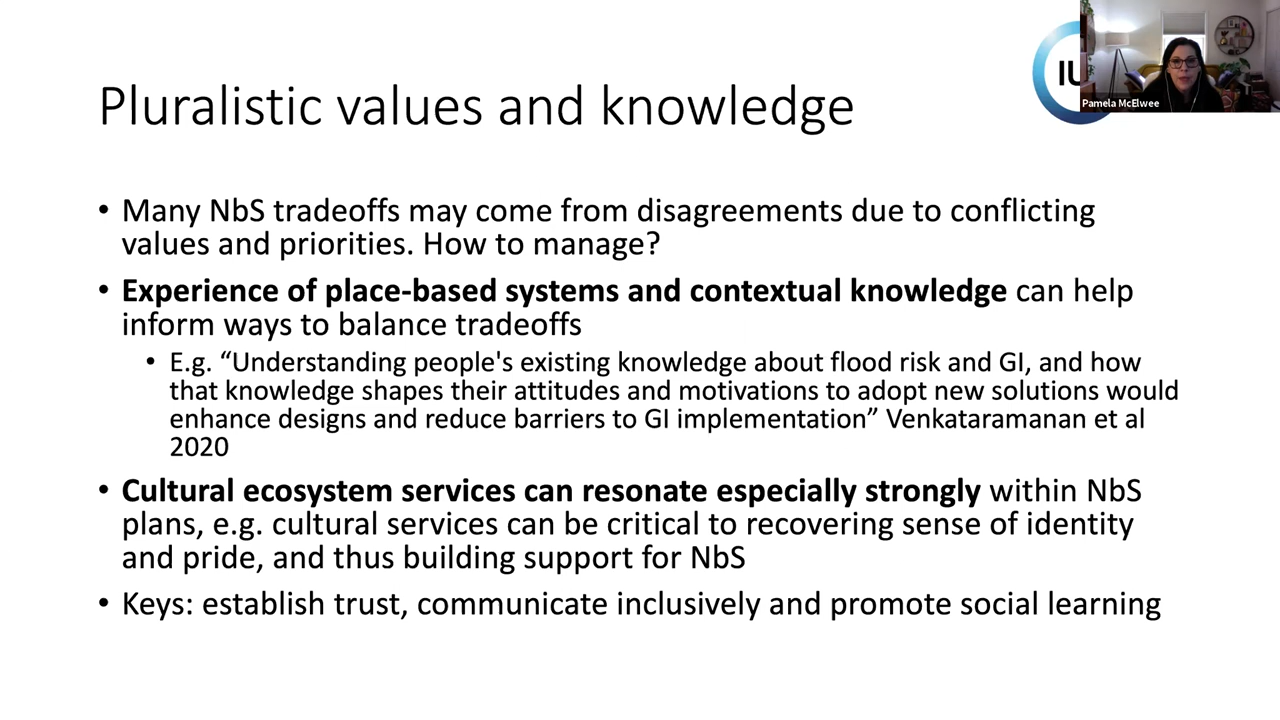 IU
Pamela McElwee
Pluralistic values and knowledge
• Many NbS tradeoffs may come from disagreements due to conflicting
values and priorities. How to manage?
• Experience of place-based systems and contextual knowledge can help
inform ways to balance tradeoffs
• E.g. “Understanding people's existing knowledge about flood risk and GI, and how
that knowledge shapes their attitudes and motivations to adopt new solutions would
enhance designs and reduce barriers to GI implementation” Venkataramanan et al
2020
• Cultural ecosystem services can resonate especially strongly within NbS
plans, e.g. cultural services can be critical to recovering sense of identity
and pride, and thus building support for NbS
• Keys: establish trust, communicate inclusively and promote social learning